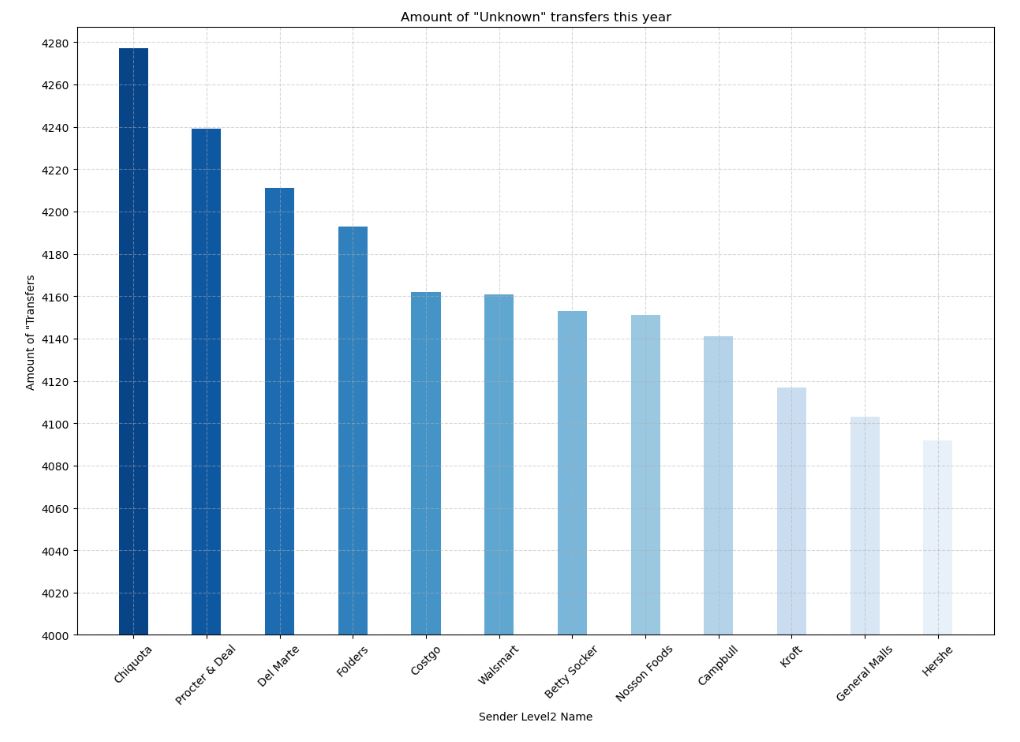 Amount of "Unknown" transfers this year
4280
4260
4240
4220
4200
4180
4160
4140
4120
4100
4080
4060
4040
4020
4000
Amount of "Transfers
Chiquota
Procter & Deal
Del Marte
Folders
Costgo
Walsmart
Betty Socker
Nosson Foods
Campbull
Kroft
General Malls
Hershe
Sender Level2 Name